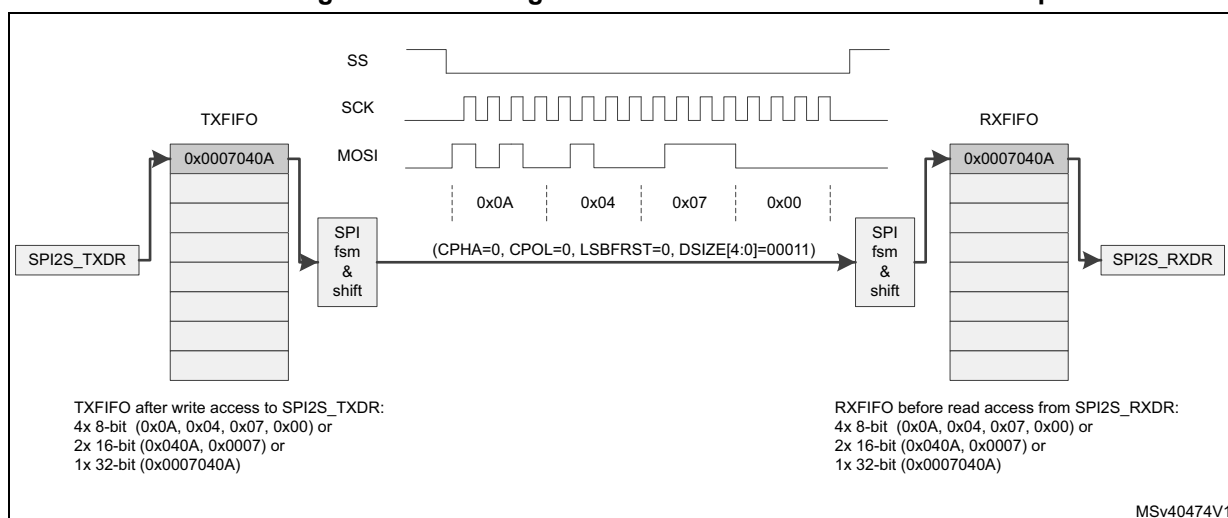 SS
SCK
MOSI
TXFIFO
RXFIFO
0x0007040A
0x0007040A
0x0A
0x04
0x07
0x00
SPI2S_TXDR
SPI
fsm
&
shift
(CPHA=0, CPOL=0, LSBFRST=0, DSIZE[4:0]=00011)
SPI
fsm
&
shift
SPI2S_RXDR
TXFIFO after write access to SPI2S_TXDR:
4x 8-bit (0x0A, 0x04, 0x07, 0x00) or
2x 16-bit (0x040A, 0x0007) or
1x 32-bit (0x0007040A)
RXFIFO before read access from SPI2S_RXDR:
4x 8-bit (0x0A, 0x04, 0x07, 0x00) or
2x 16-bit (0x040A, 0x0007) or
1x 32-bit (0x0007040A)
MSv40474V1